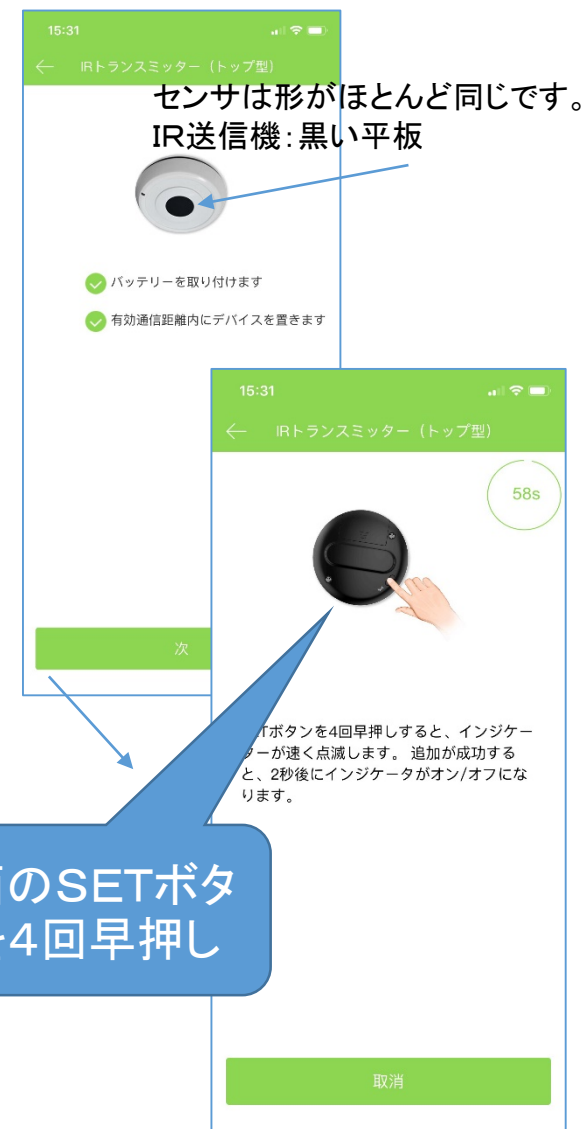 15:31
← IRトランスミッター（トップ型）
センサは形がほとんど同じです。
IR送信機：黒い平板
バッテリーを取り付けます
有効通信距離内にデバイスを置きます
次
15:31
← IRトランスミッター（トップ型）
58s
Tボタンを4回早押しすると、インジケー
ターが速く点滅します。 追加が成功する
と、2秒後にインジケータがオン/オフにな
ります。
のSETボタ
4回早押し
取消